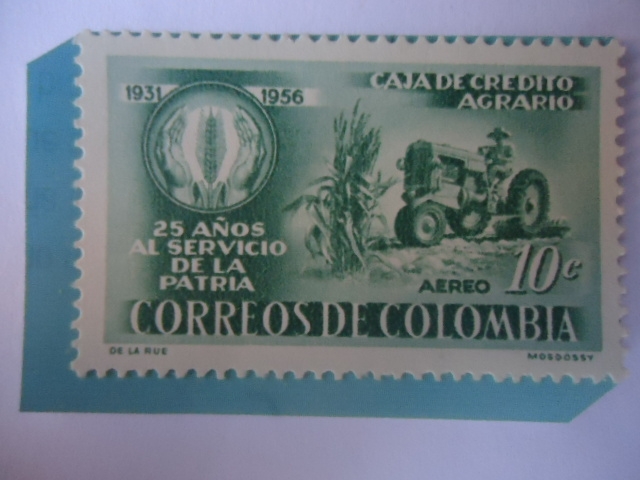 1931 1956
CAJA DE CREDITO
AGRARIO
25 AÑOS
AL SERVICIO
DE LA
PATRIA
AEREO 10c
CORREOS DE COLOMBIA
DE LA RUE
MOSDOSSY